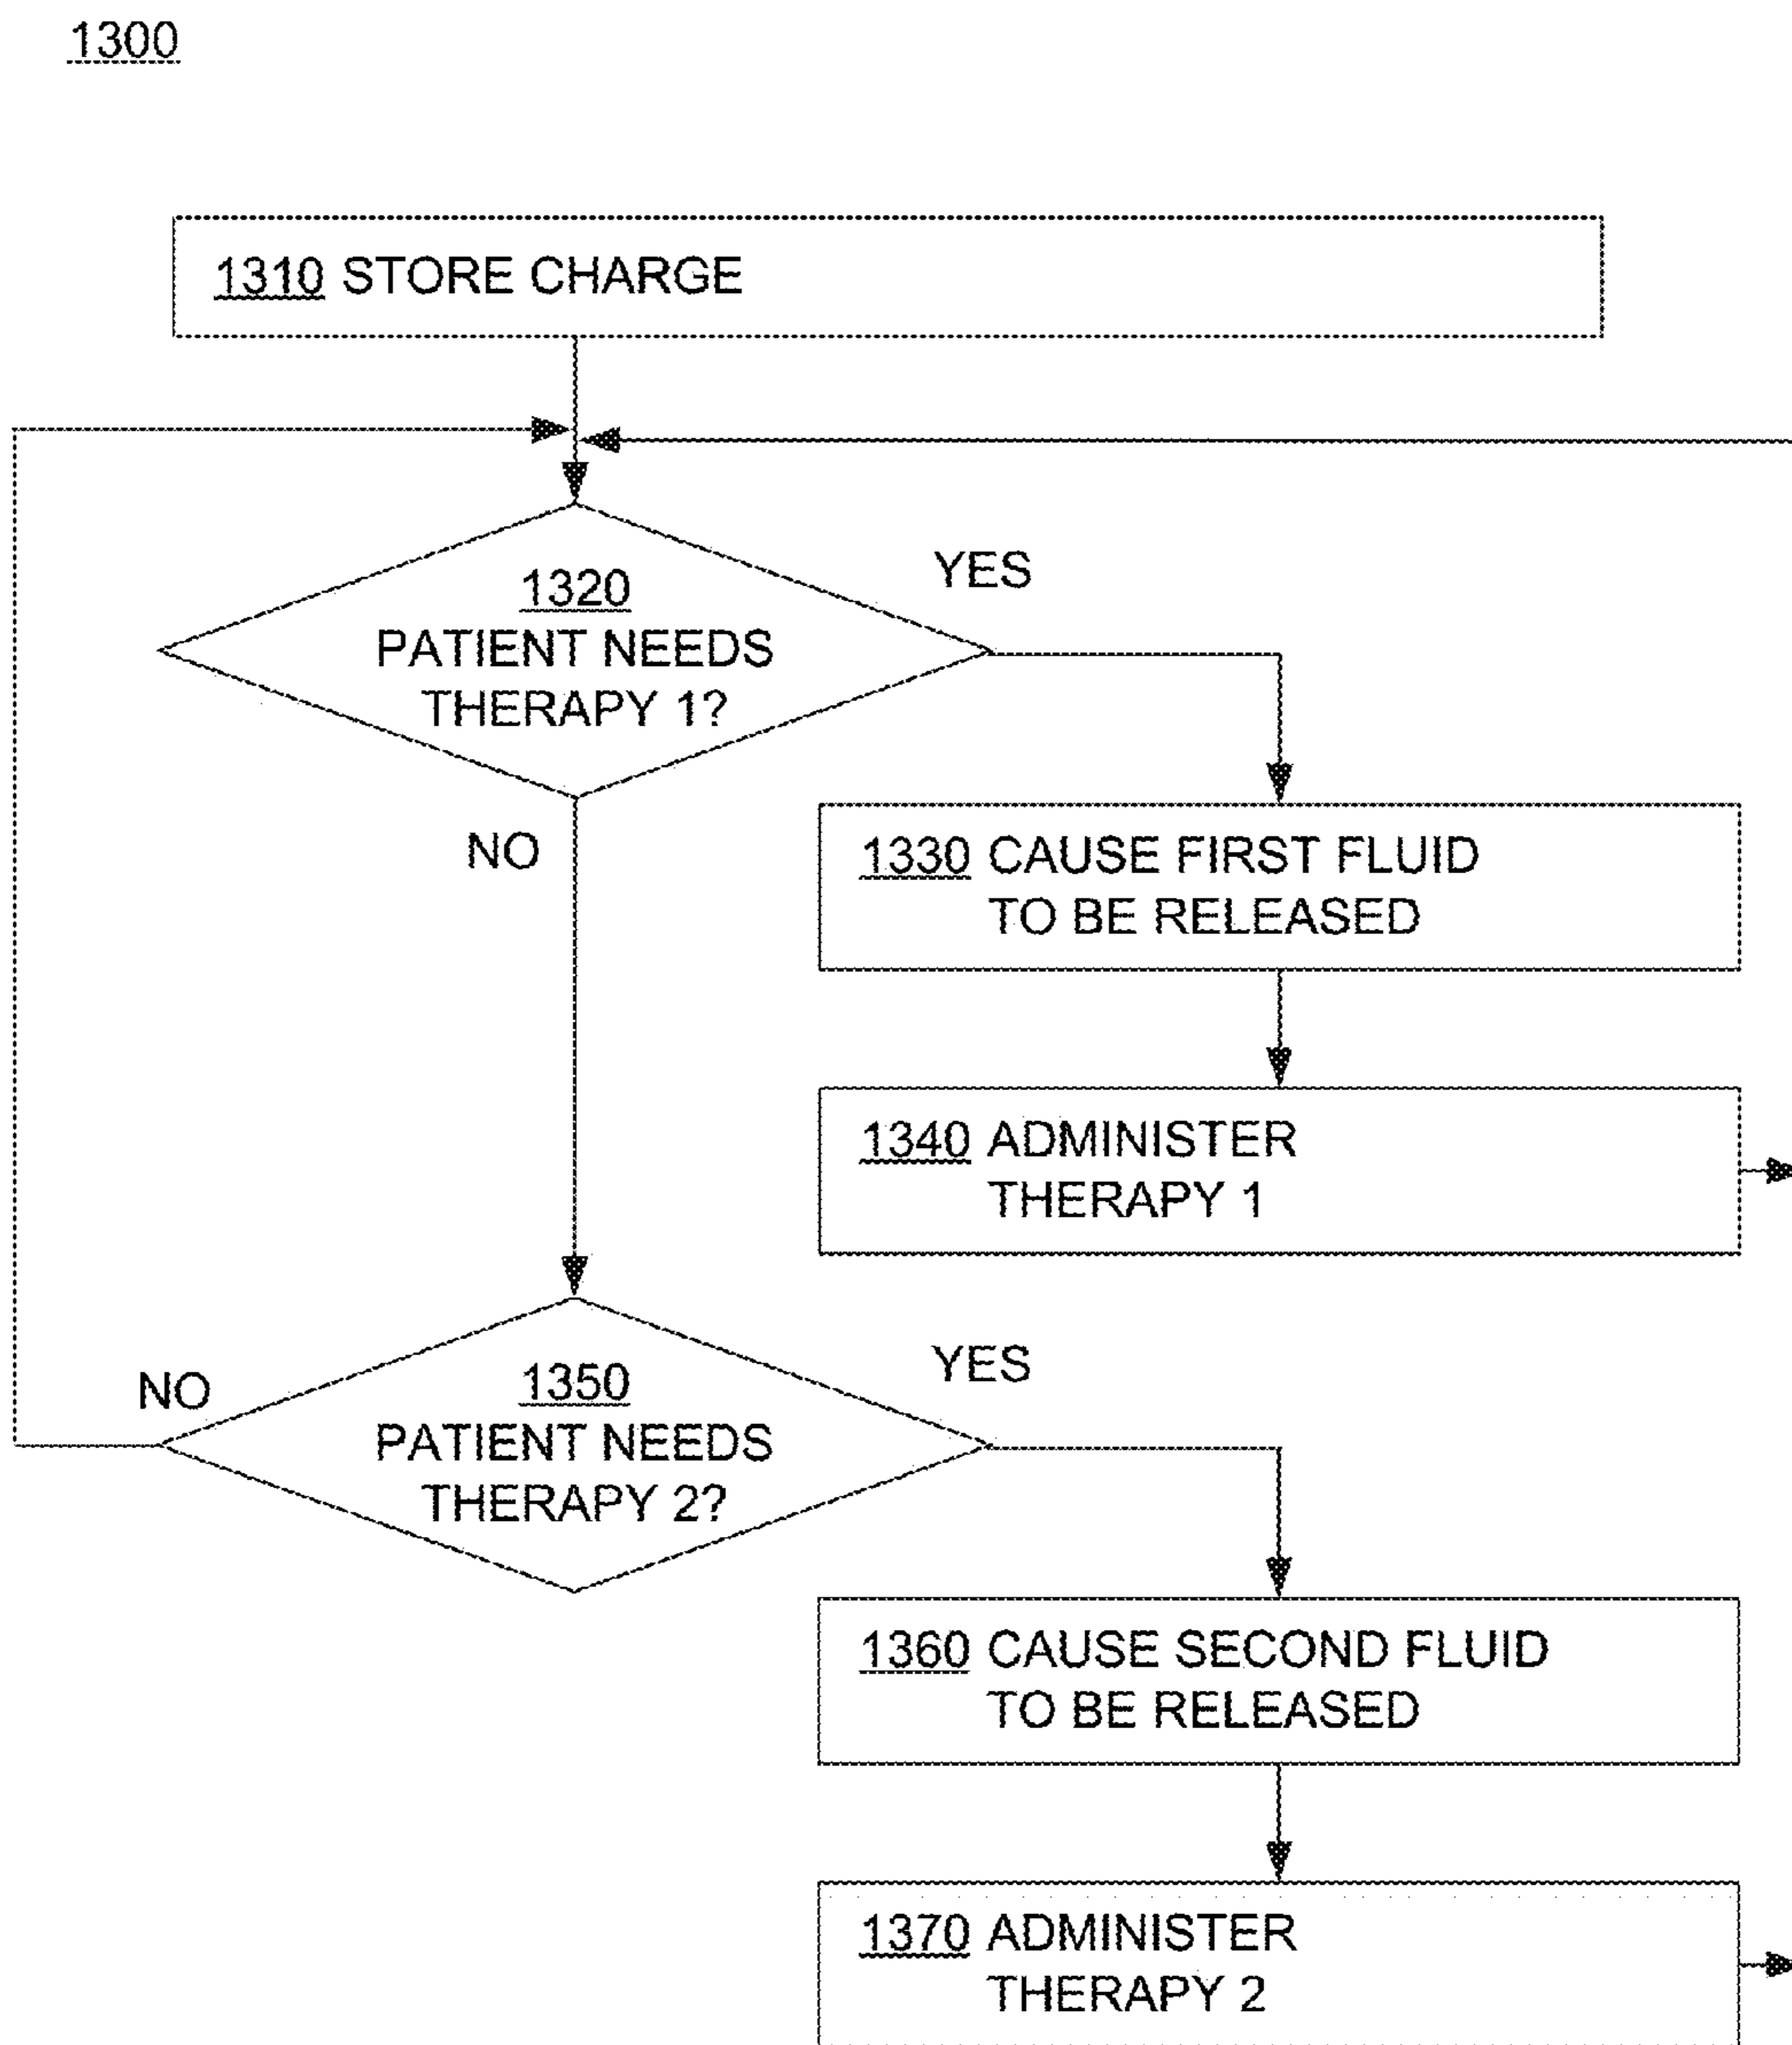 1300
1310 STORE CHARGE
1320
PATIENT NEEDS
THERAPY 1?
YES
NO
1330 CAUSE FIRST FLUID
TO BE RELEASED
1340 ADMINISTER
THERAPY 1
1350
PATIENT NEEDS
THERAPY 2?
NO
YES
1360 CAUSE SECOND FLUID
TO BE RELEASED
1370 ADMINISTER
THERAPY 2